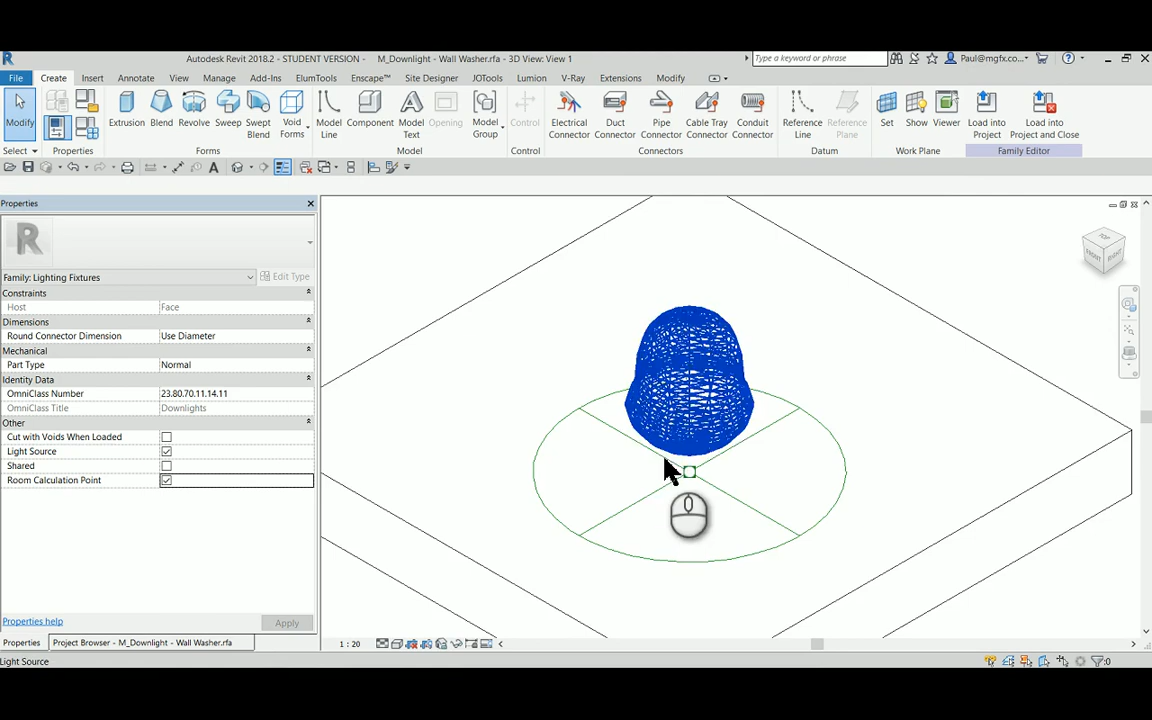 Autodesk Revit 2018.2 - STUDENT VERSION - M_Downlight - Wall Washer.rfa - 3D View: View 1
Type a keyword or phrase
Paul@mgfx.co...
File Create Insert Annotate View Manage Add-Ins ElumTools Enscape™ Site Designer JOTools Lumion V-Ray Extensions Modify
Modify Extrusion Blend Revolve Sweep Swept Blend Void Forms Model Line Component Model Text Opening Model Group Control Electrical Connector Duct Connector Pipe Connector Cable Tray Connector Conduit Connector Reference Line Reference Plane Set Show Viewer Load into Project Load into Project and Close
Select Properties Forms Model Control Connectors Datum Work Plane Family Editor
Properties
R
Family: Lighting Fixtures Edit Type
Constraints
Host Face
Dimensions
Round Connector Dimension Use Diameter
Mechanical
Part Type Normal
Identity Data
OmniClass Number 23.80.70.11.14.11
OmniClass Title Downlights
Other
Cut with Voids When Loaded
Light Source
Shared
Room Calculation Point
TOP
FRONT RIGHT
Properties help Apply
Properties Project Browser - M_Downlight - Wall Washer.rfa
1 : 20
Light Source
:0